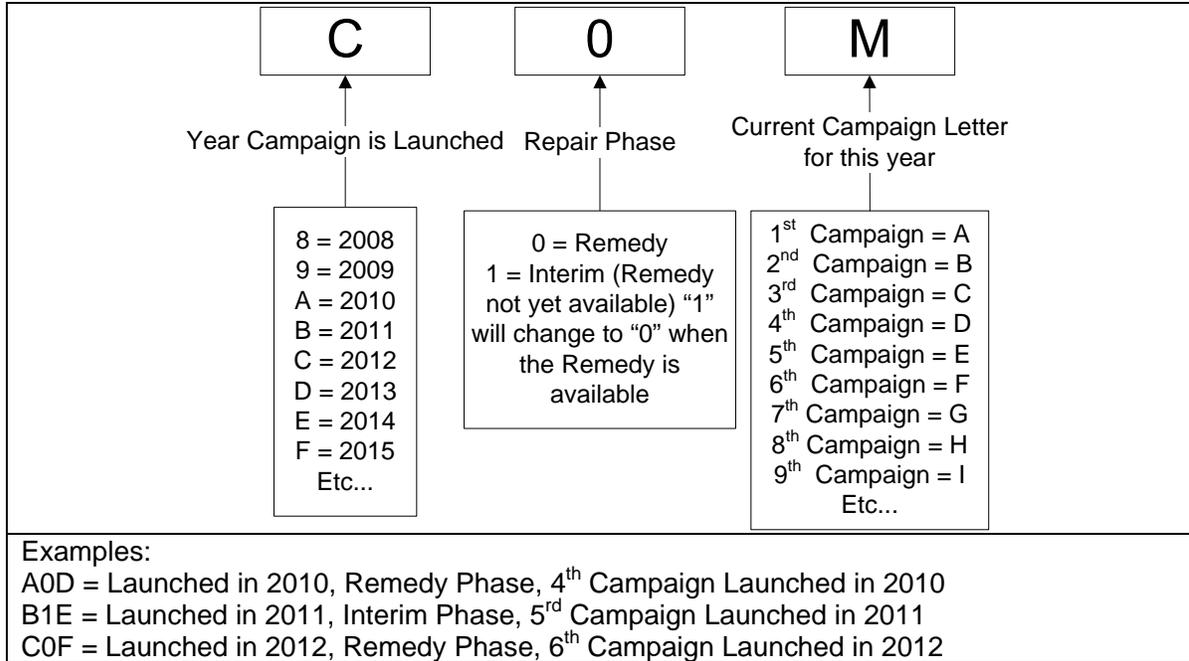 C 0 M
Year Campaign is Launched
Repair Phase
Current Campaign Letter
for this year
8 = 2008
9 = 2009
A = 2010
B = 2011
C = 2012
D = 2013
E = 2014
F = 2015
Etc...
0 = Remedy
1 = Interim (Remedy
not yet available) “1”
will change to “0” when
the Remedy is
available
1st Campaign = A
2nd Campaign = B
3rd Campaign = C
4th Campaign = D
5th Campaign = E
6th Campaign = F
7th Campaign = G
8th Campaign = H
9th Campaign = I
Etc...
Examples:
A0D = Launched in 2010, Remedy Phase, 4th Campaign Launched in 2010
B1E = Launched in 2011, Interim Phase, 5rd Campaign Launched in 2011
C0F = Launched in 2012, Remedy Phase, 6th Campaign Launched in 2012